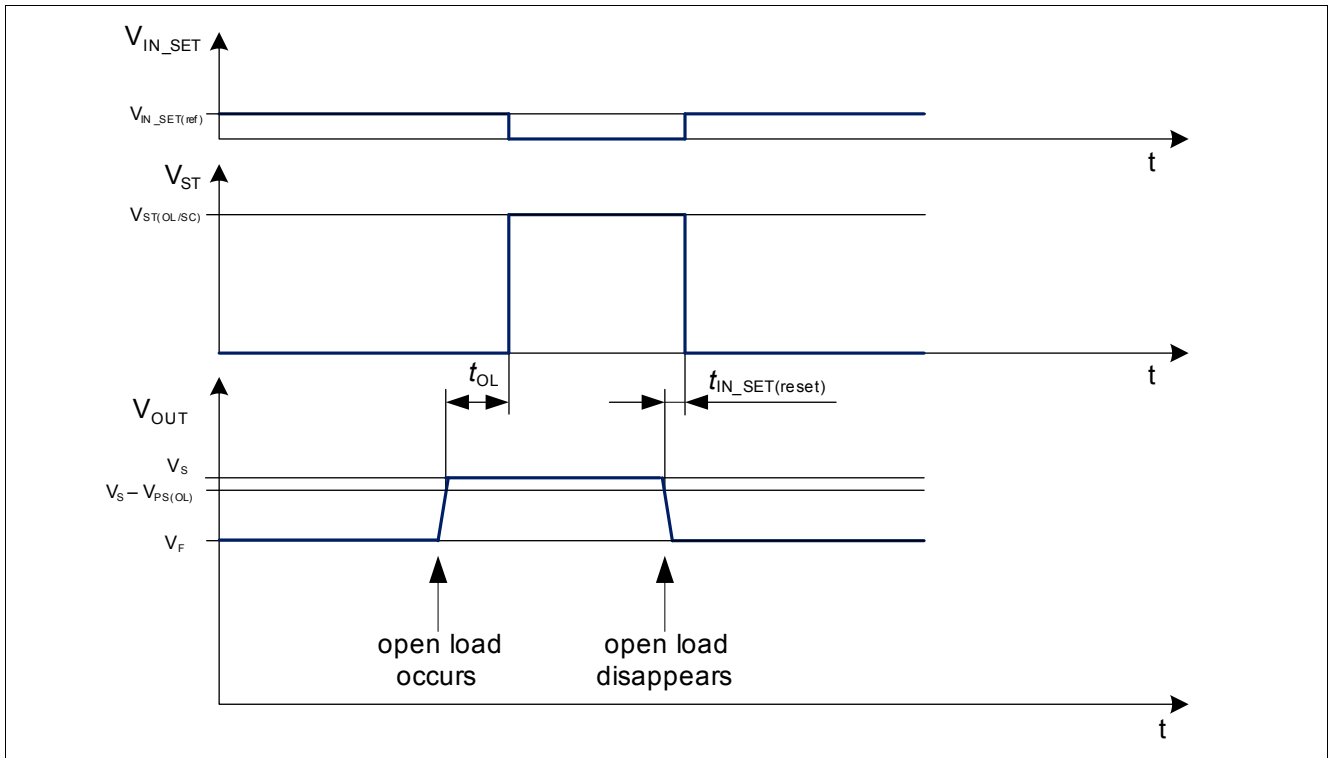 V_IN_SET
V_IN_SET(ref)
t
V_ST
V_ST(OL/SC)
t
t_OL
t_IN_SET(reset)
V_OUT
V_S
V_S – V_PS(OL)
V_F
open load
occurs
open load
disappears
t